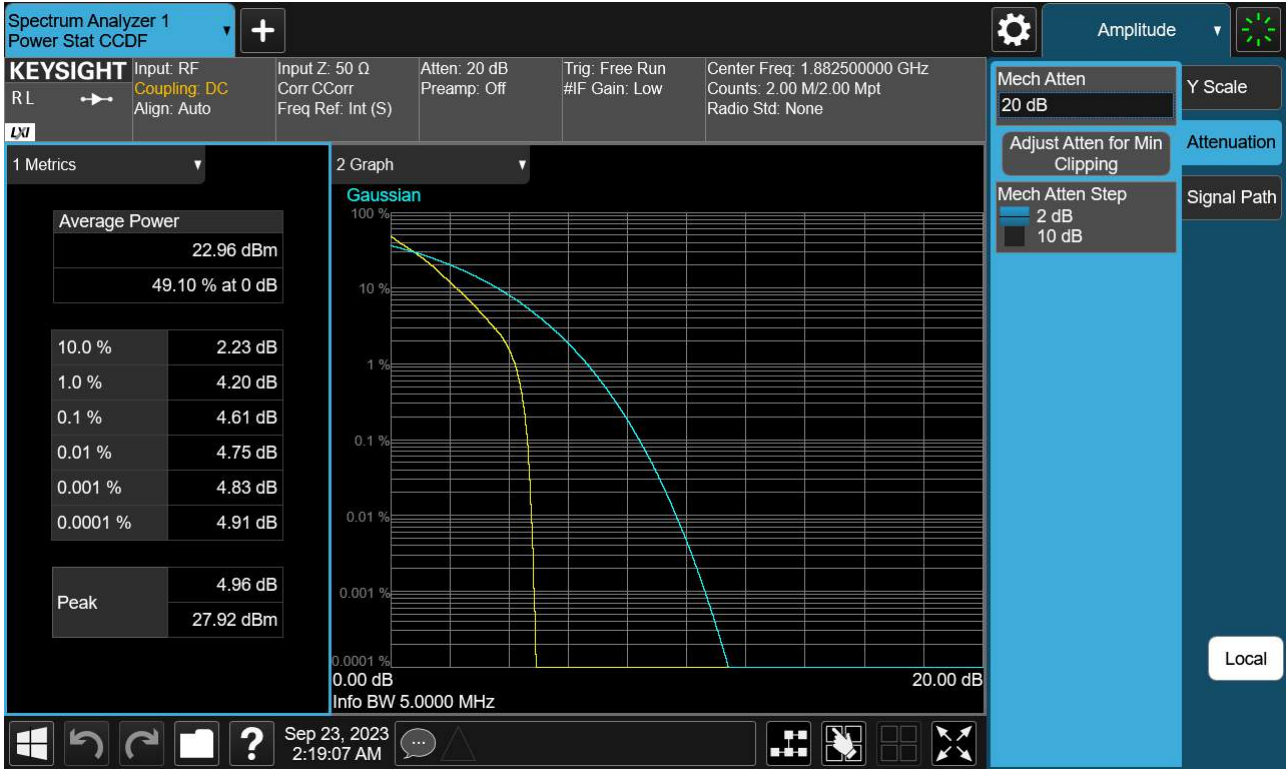 Spectrum Analyzer 1
Power Stat CCDF
Amplitude
KEYSIGHT
R L
LXI
Input: RF
Coupling: DC
Align: Auto
Input Z: 50 Ω
Corr CCorr
Freq Ref: Int (S)
Atten: 20 dB
Preamp: Off
Trig: Free Run
#IF Gain: Low
Center Freq: 1.882500000 GHz
Counts: 2.00 M/2.00 Mpt
Radio Std: None
Mech Atten
20 dB
Adjust Atten for Min
Clipping
Mech Atten Step
2 dB
10 dB
Y Scale
Attenuation
Signal Path
Local
1 Metrics
Average Power
22.96 dBm
49.10 % at 0 dB
10.0 % 2.23 dB
1.0 % 4.20 dB
0.1 % 4.61 dB
0.01 % 4.75 dB
0.001 % 4.83 dB
0.0001 % 4.91 dB
Peak
4.96 dB
27.92 dBm
2 Graph
Gaussian
100 %
10 %
1 %
0.1 %
0.01 %
0.001 %
0.0001 %
0.00 dB 20.00 dB
Info BW 5.0000 MHz
?
Sep 23, 2023
2:19:07 AM